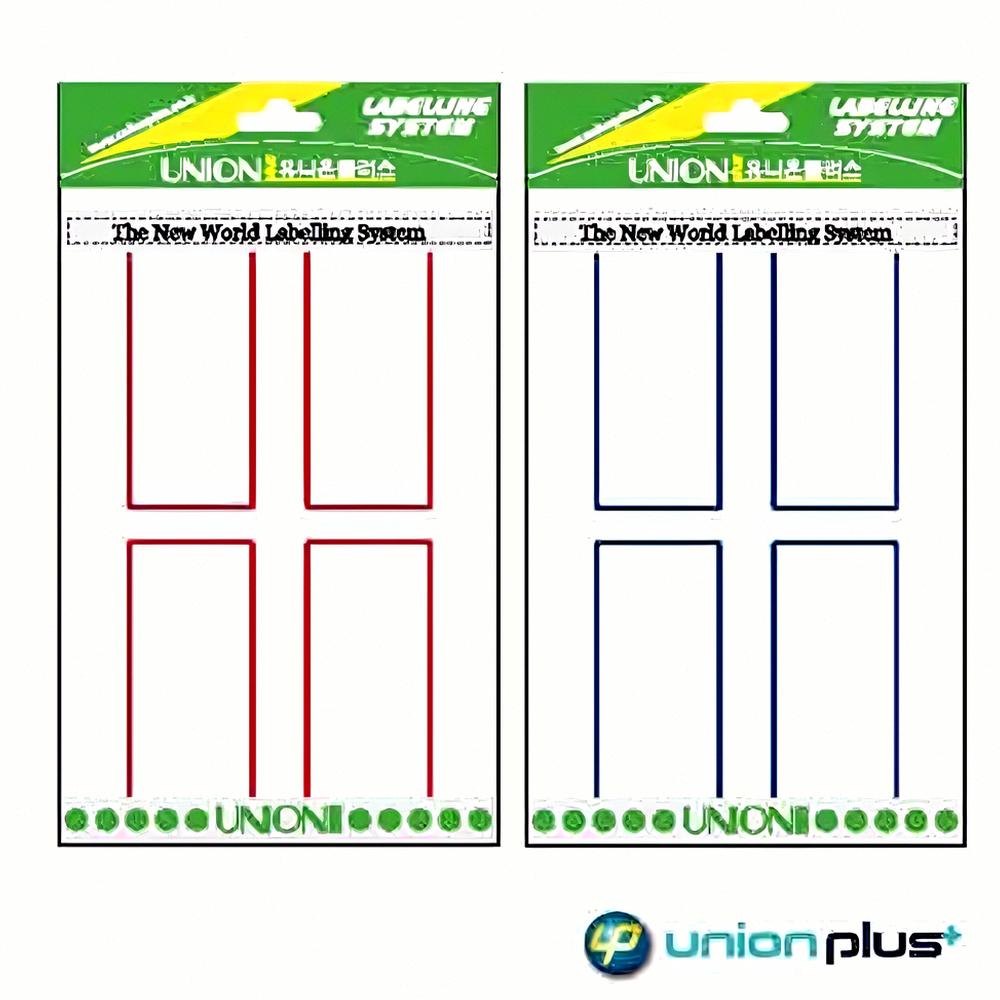 LABELLING
SYSTEM
UNION 유니온플러스
The New World Labelling System
UNION
LABELLING
SYSTEM
UNION 유니온플러스
The New World Labelling System
UNION
union plus+